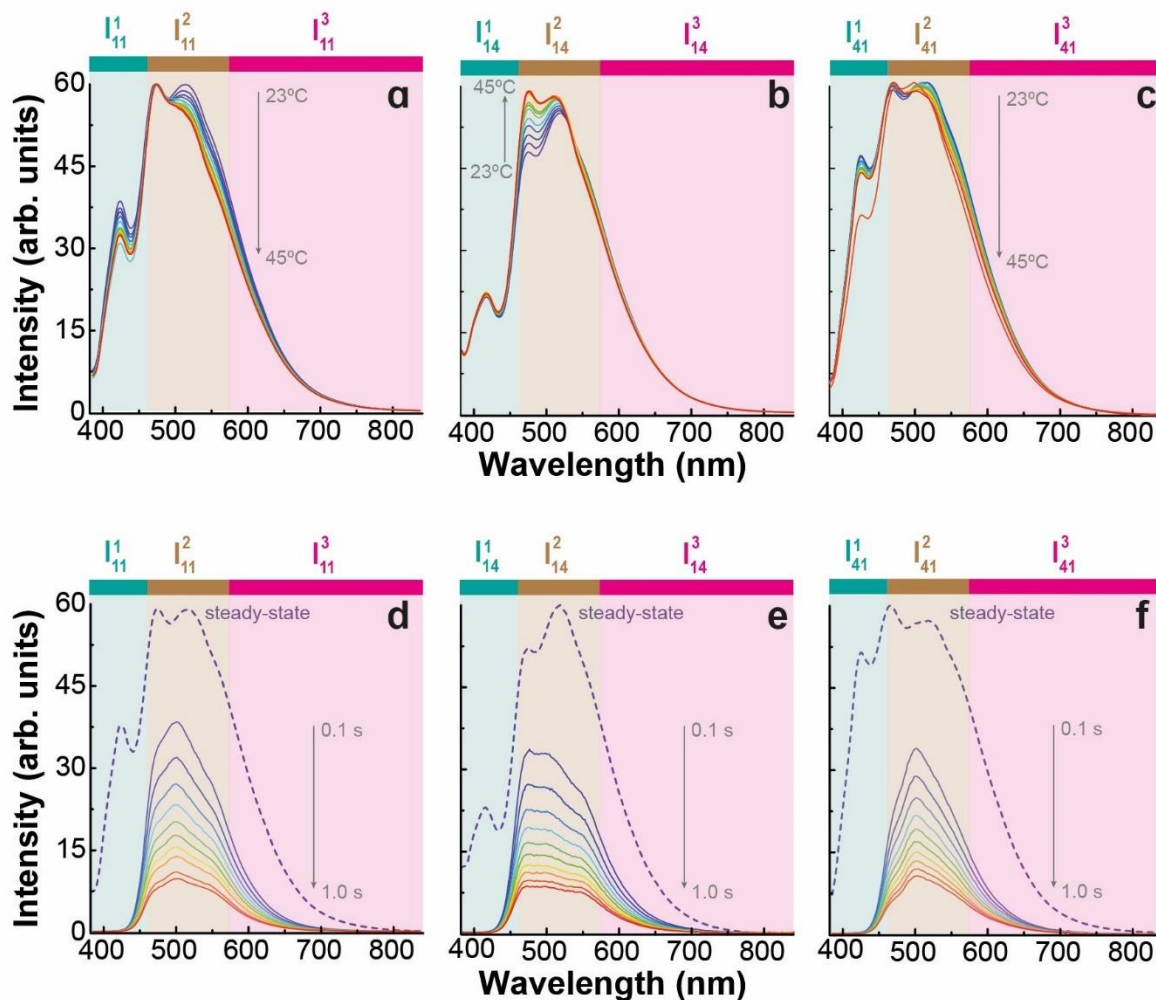 I¹₁₁ I²₁₁ I³₁₁ I¹₁₄ I²₁₄ I³₁₄ I¹₄₁ I²₄₁ I³₄₁
a b c
23ºC 45ºC 23ºC
23ºC
45ºC 45ºC
60
45
30
15
0
Intensity (arb. units)
400 500 600 700 800 400 500 600 700 800 400 500 600 700 800
Wavelength (nm)
I¹₁₁ I²₁₁ I³₁₁ I¹₁₄ I²₁₄ I³₁₄ I¹₄₁ I²₄₁ I³₄₁
steady-state d steady-state e steady-state f
0.1 s 0.1 s 0.1 s
1.0 s 1.0 s 1.0 s
60
45
30
15
0
Intensity (arb. units)
400 500 600 700 800 400 500 600 700 800 400 500 600 700 800
Wavelength (nm)